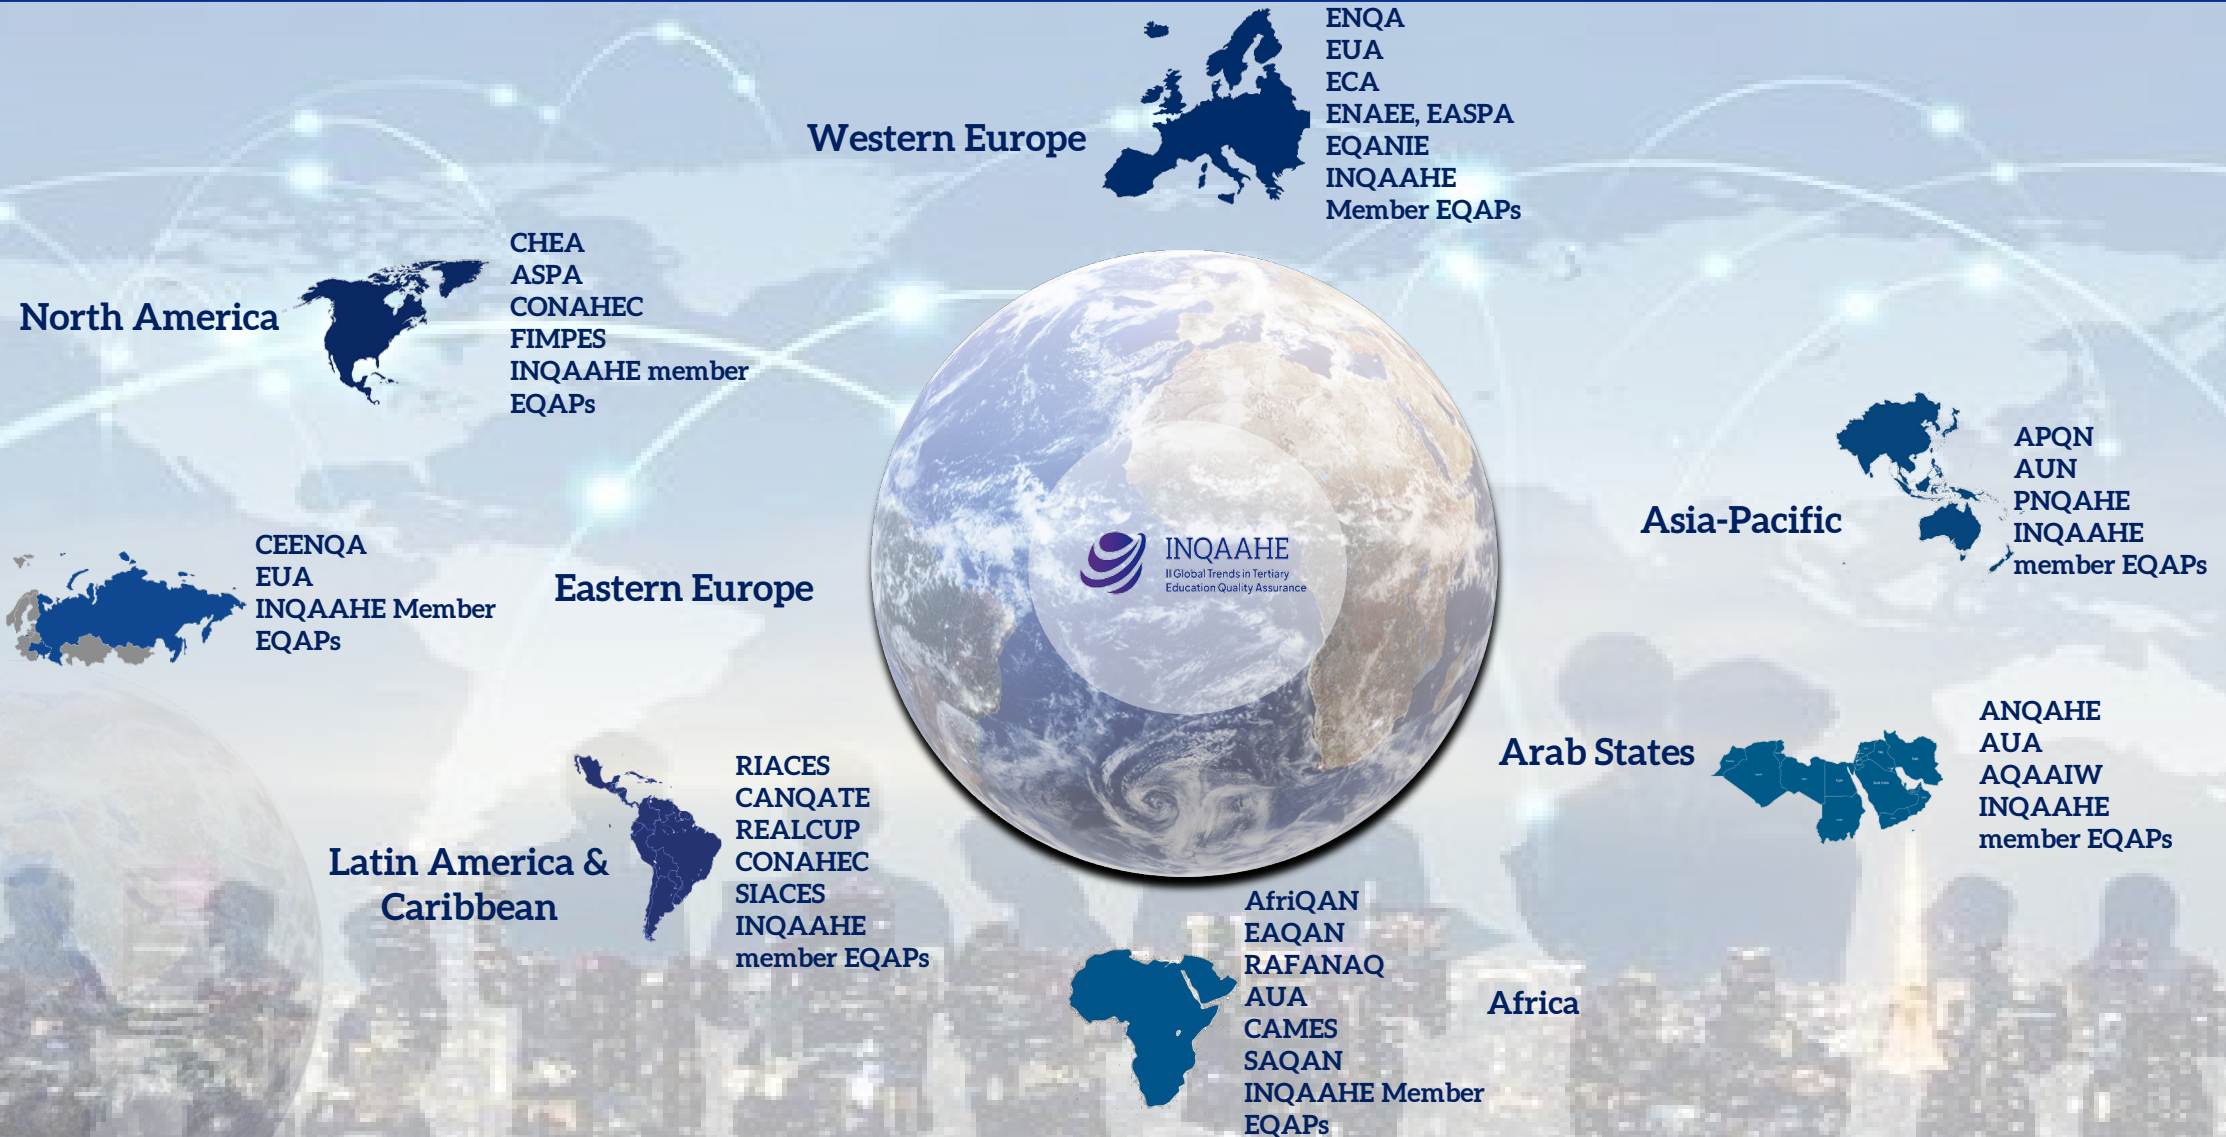 Western Europe
ENQA
EUA
ECA
ENAEE, EASPA
EQANIE
INQAAHE
Member EQAPs
North America
CHEA
ASPA
CONAHEC
FIMPES
INQAAHE member
EQAPs
Asia-Pacific
APQN
AUN
PNQAHE
INQAAHE
member EQAPs
CEENQA
EUA
INQAAHE Member
EQAPs
Eastern Europe
INQAAHE
II Global Trends in Tertiary
Education Quality Assurance
Arab States
ANQAHE
AUA
AQAAIW
INQAAHE
member EQAPs
Latin America &
Caribbean
RIACES
CANQATE
REALCUP
CONAHEC
SIACES
INQAAHE
member EQAPs
AfriQAN
EAQAN
RAFANAQ
AUA
CAMES
SAQAN
INQAAHE Member
EQAPs
Africa